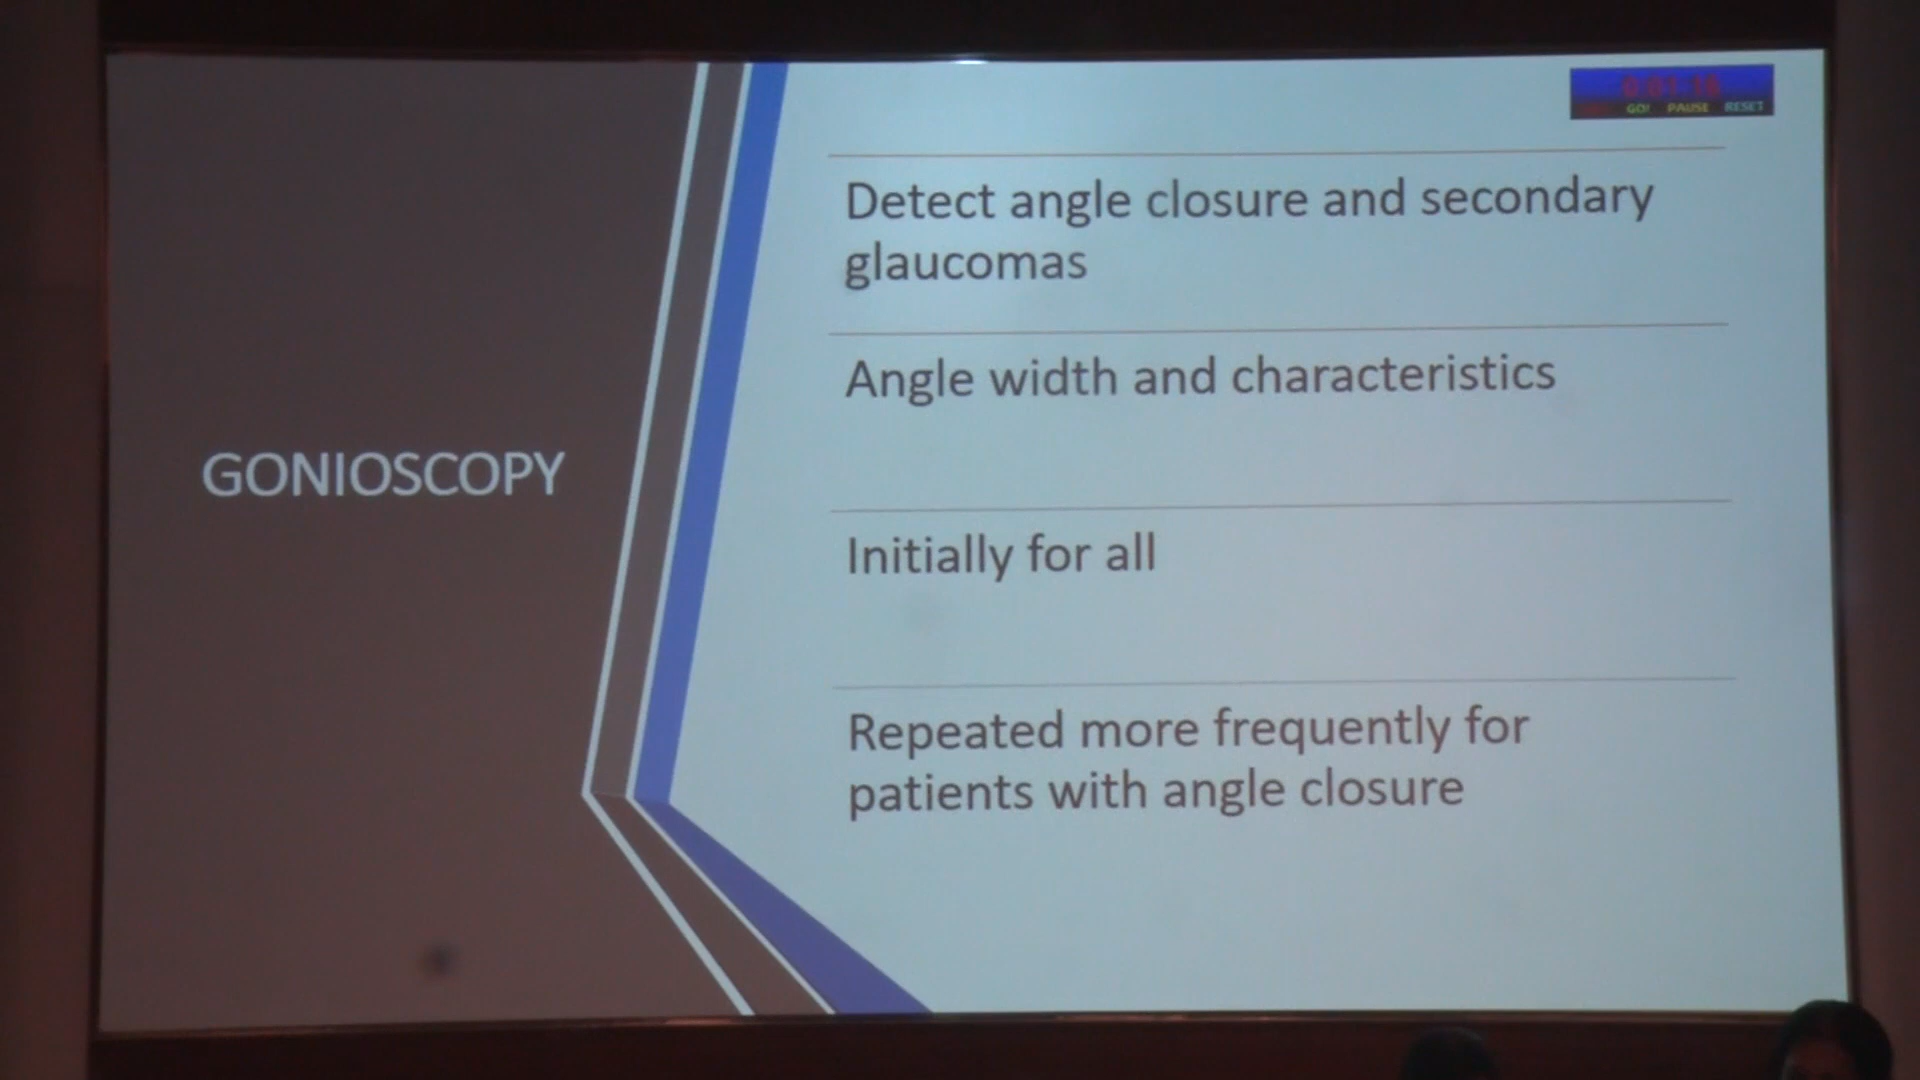 GO! PAUSE RESET
GONIOSCOPY
Detect angle closure and secondary
glaucomas
Angle width and characteristics
Initially for all
Repeated more frequently for
patients with angle closure